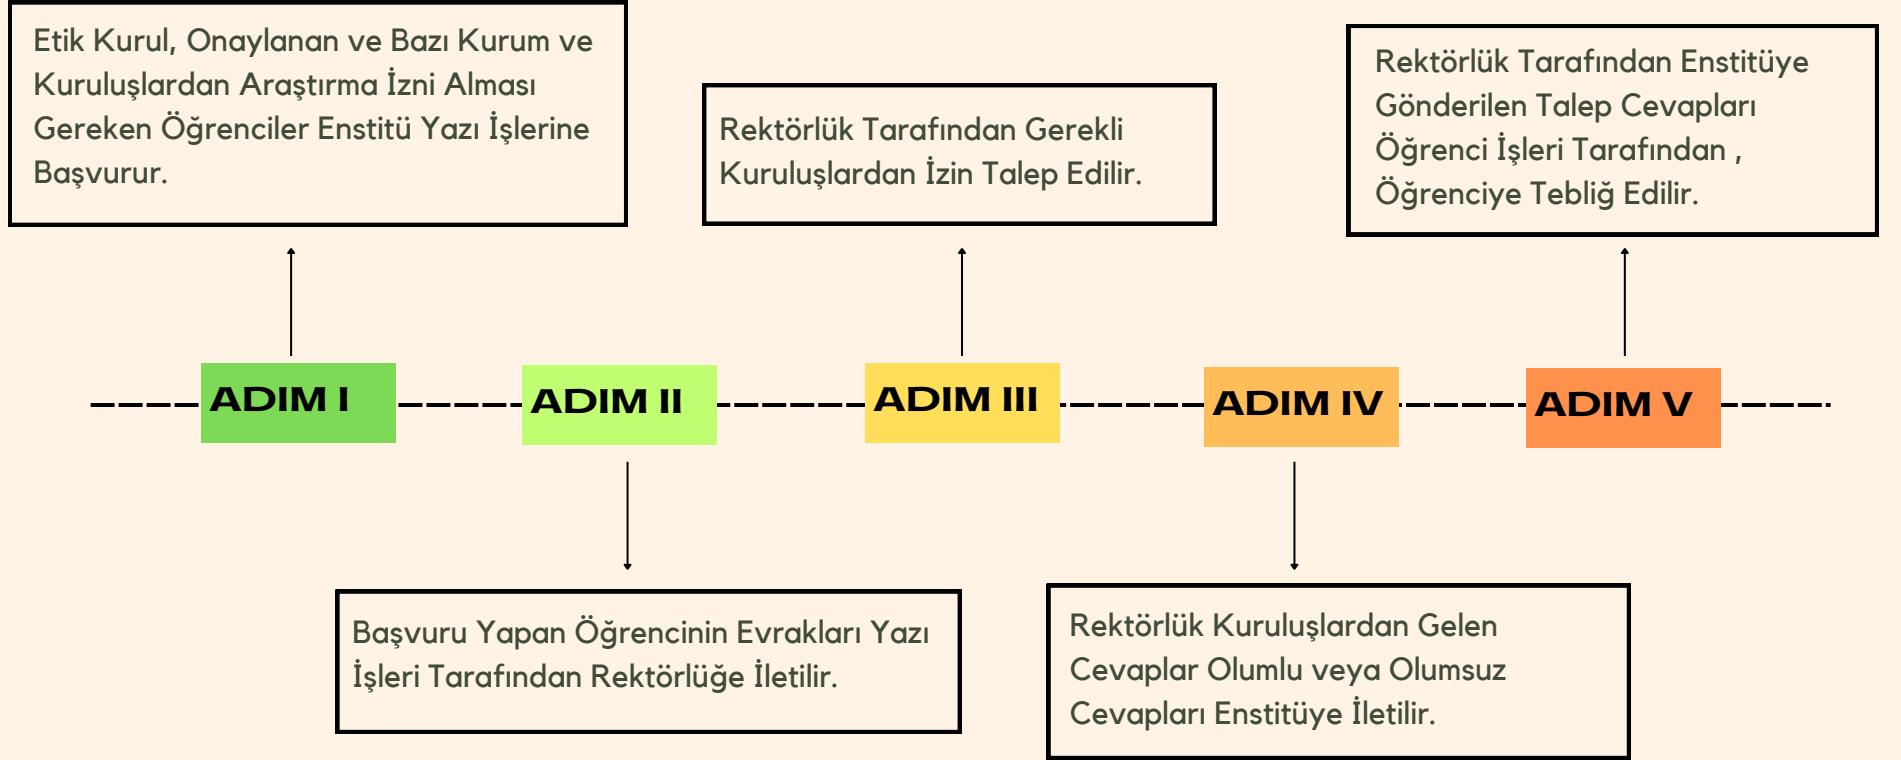 Etik Kurul, Onaylanan ve Bazı Kurum ve
Kuruluşlardan Araştırma İzni Alması
Gereken Öğrenciler Enstitü Yazı İşlerine
Başvurur.
Rektörlük Tarafından Gerekli
Kuruluşlardan İzin Talep Edilir.
Rektörlük Tarafından Enstitüye
Gönderilen Talep Cevapları
Öğrenci İşleri Tarafından ,
Öğrenciye Tebliğ Edilir.
ADIM I
ADIM II
ADIM III
ADIM IV
ADIM V
Başvuru Yapan Öğrencinin Evrakları Yazı
İşleri Tarafından Rektörlüğe İletilir.
Rektörlük Kuruluşlardan Gelen
Cevaplar Olumlu veya Olumsuz
Cevapları Enstitüye İletilir.